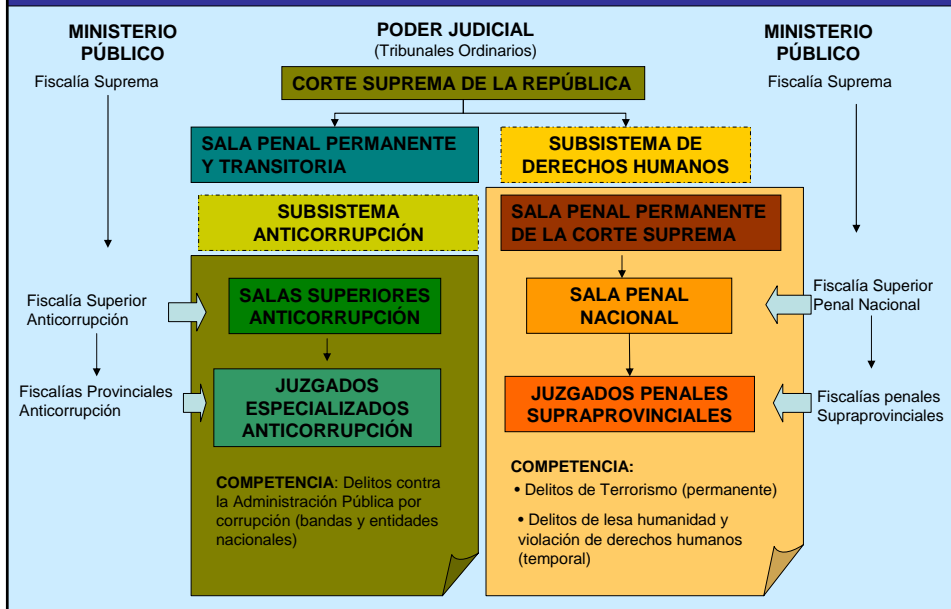 MINISTERIO
PÚBLICO
Fiscalía Suprema
PODER JUDICIAL
(Tribunales Ordinarios)
MINISTERIO
PÚBLICO
Fiscalía Suprema
CORTE SUPREMA DE LA REPÚBLICA
SALA PENAL PERMANENTE
Y TRANSITORIA
SUBSISTEMA DE
DERECHOS HUMANOS
SUBSISTEMA
ANTICORRUPCIÓN
SALA PENAL PERMANENTE
DE LA CORTE SUPREMA
Fiscalía Superior
Anticorrupción
SALAS SUPERIORES
ANTICORRUPCIÓN
SALA PENAL
NACIONAL
Fiscalía Superior
Penal Nacional
Fiscalías Provinciales
Anticorrupción
JUZGADOS
ESPECIALIZADOS
ANTICORRUPCIÓN
JUZGADOS PENALES
SUPRAPROVINCIALES
Fiscalías penales
Supraprovinciales
COMPETENCIA: Delitos contra
la Administración Pública por
corrupción (bandas y entidades
nacionales)
COMPETENCIA:
• Delitos de Terrorismo (permanente)
• Delitos de lesa humanidad y
violación de derechos humanos
(temporal)